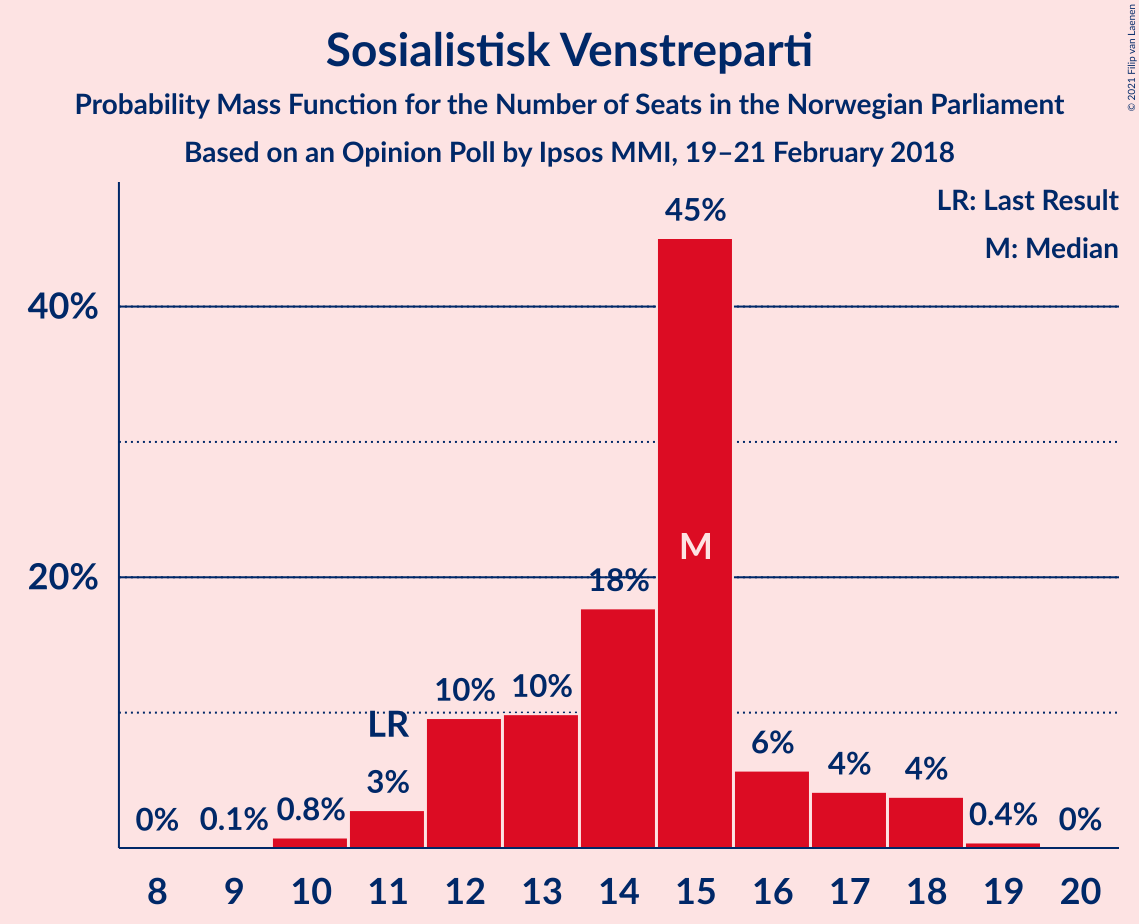 © 2021 Filip van Laenen
Sosialistisk Venstreparti
Probability Mass Function for the Number of Seats in the Norwegian Parliament
Based on an Opinion Poll by Ipsos MMI, 19–21 February 2018
LR: Last Result
M: Median
45%
40%
M
20%
18%
10%
10%
LR
6%
4%
4%
3%
0%
0.1%
0.8%
0.4%
0%
8 9 10 11 12 13 14 15 16 17 18 19 20